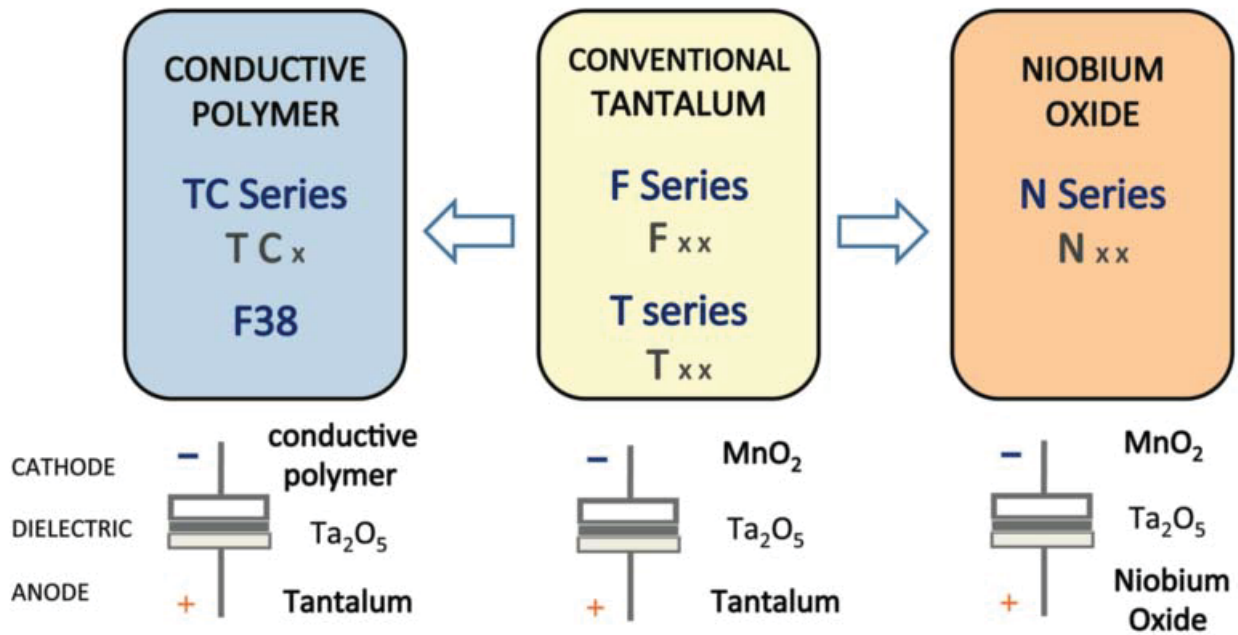 CONDUCTIVE
POLYMER
TC Series
T C x
F38
CONVENTIONAL
TANTALUM
F Series
F x x
T series
T x x
NIOBIUM
OXIDE
N Series
N x x
CATHODE
DIELECTRIC
ANODE
–
conductive
polymer
Ta₂O₅
+
Tantalum
–
MnO₂
Ta₂O₅
+
Tantalum
–
MnO₂
Ta₂O₅
+
Niobium
Oxide